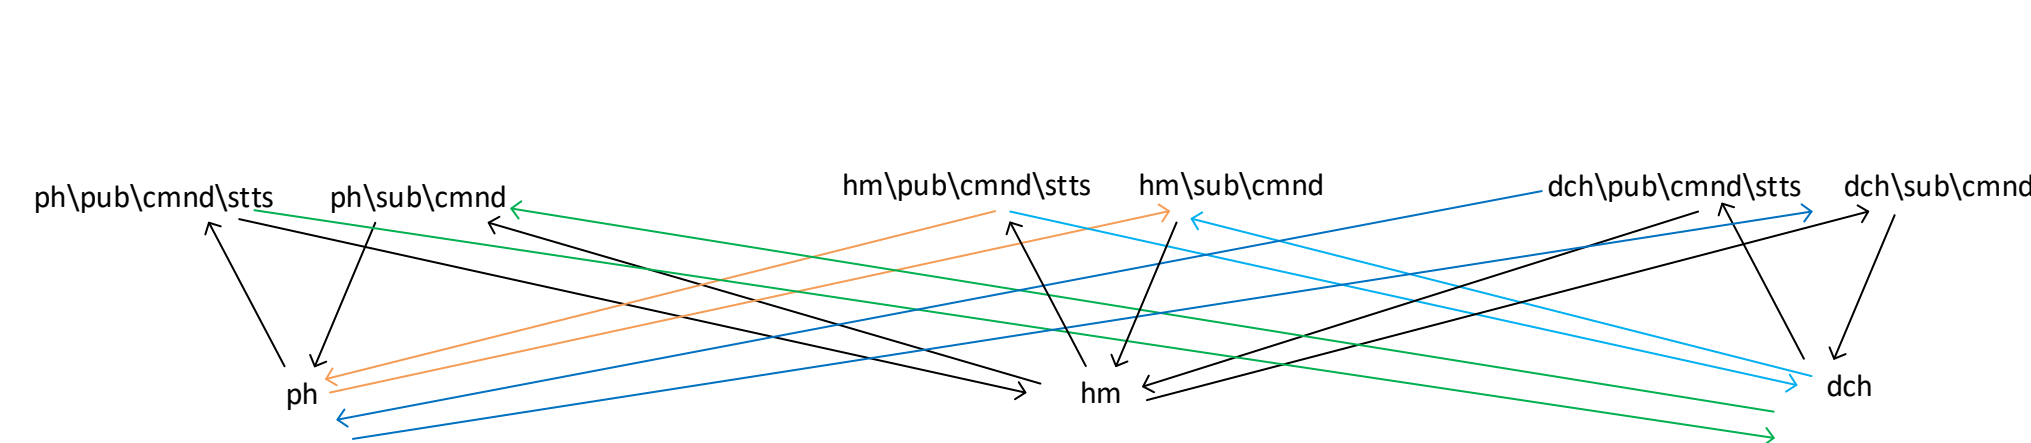 ph\pub\cmnd\stts
ph\sub\cmnd
hm\pub\cmnd\stts
hm\sub\cmnd
dch\pub\cmnd\stts
dch\sub\cmnd
ph
hm
dch